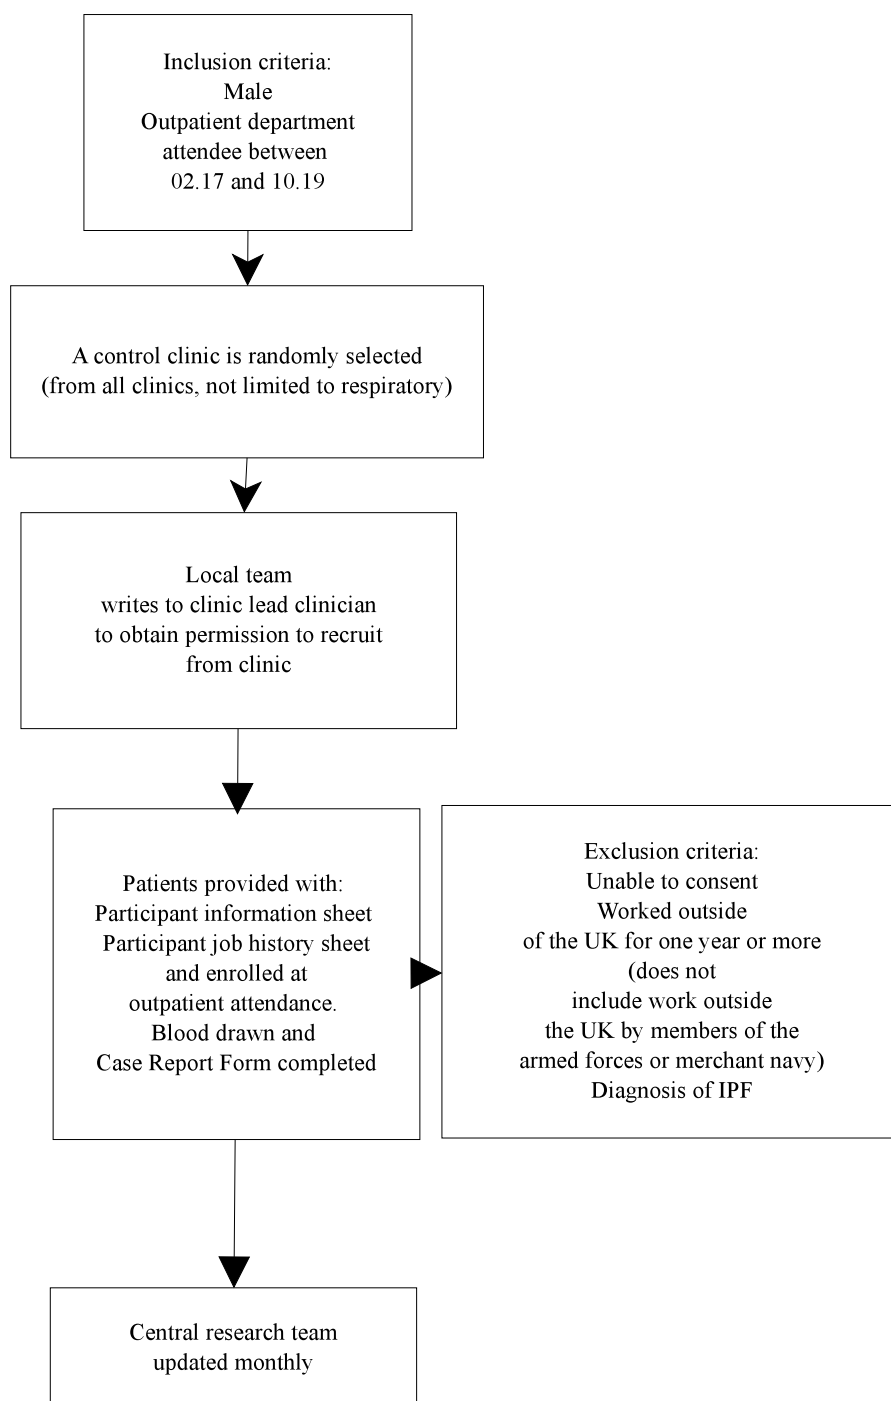 Inclusion criteria:
Male
Outpatient department
attendee between
02.17 and 10.19
A control clinic is randomly selected
(from all clinics, not limited to respiratory)
Local team
writes to clinic lead clinician
to obtain permission to recruit
from clinic
Patients provided with:
Participant information sheet
Participant job history sheet
and enrolled at
outpatient attendance.
Blood drawn and
Case Report Form completed
Exclusion criteria:
Unable to consent
Worked outside
of the UK for one year or more
(does not
include work outside
the UK by members of the
armed forces or merchant navy)
Diagnosis of IPF
Central research team
updated monthly